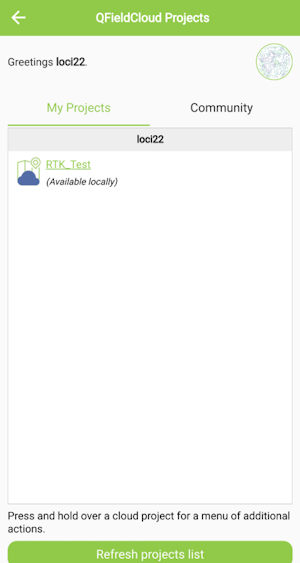 QFieldCloud Projects
Greetings loci22.
My Projects
Community
loci22
RTK_Test
(Available locally)
Press and hold over a cloud project for a menu of additional
actions.
Refresh projects list